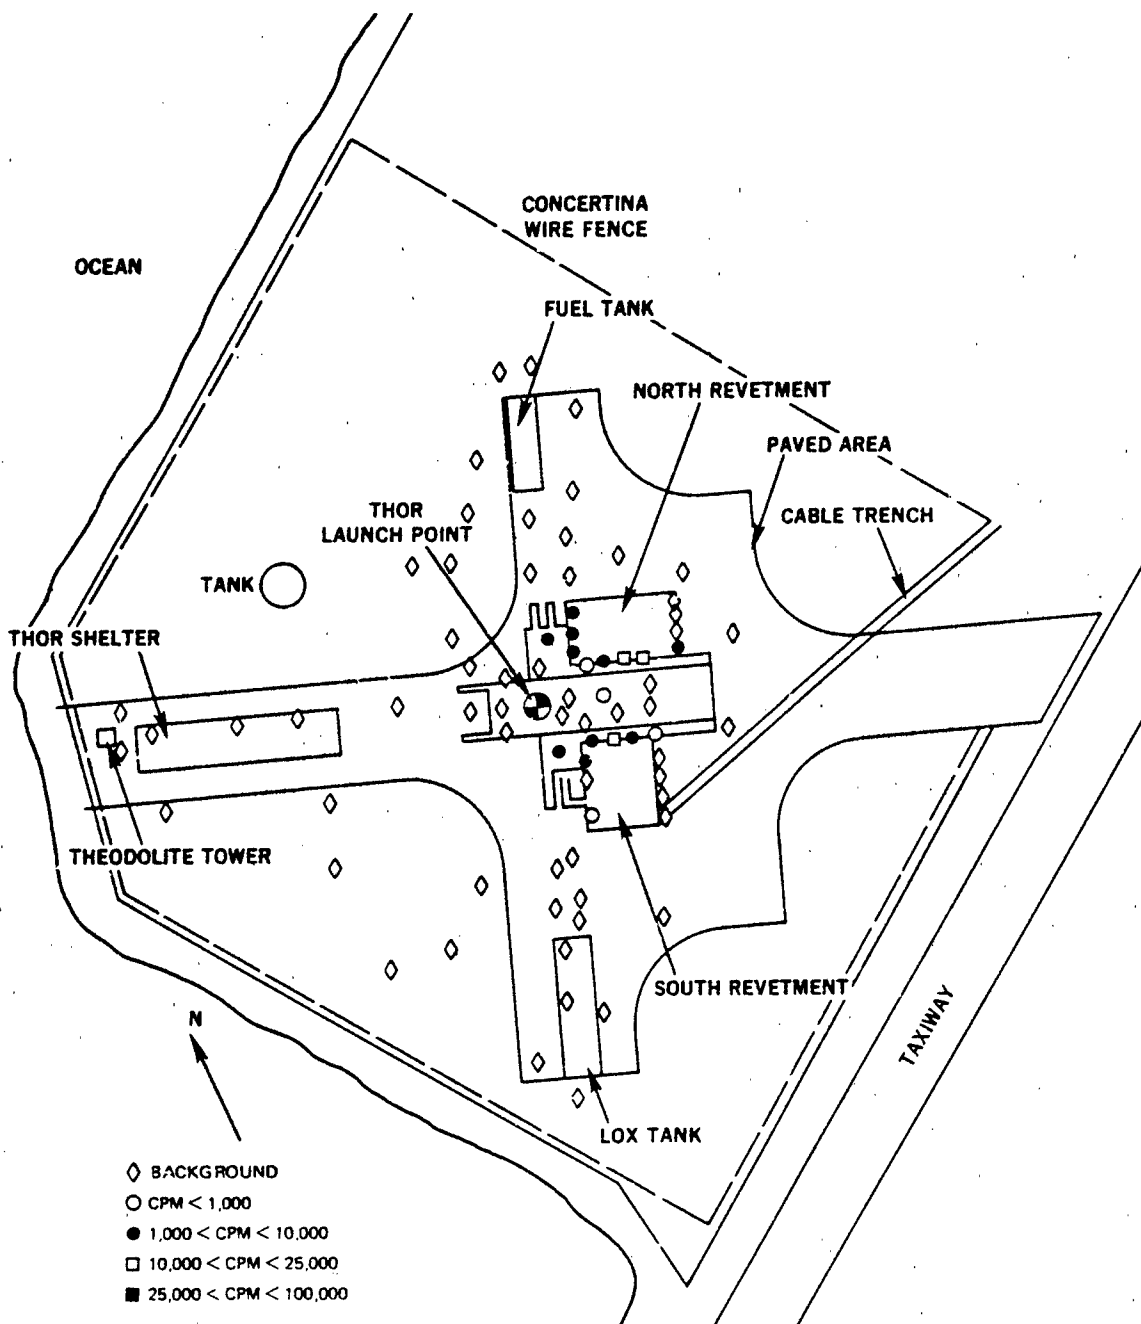 CONCERTINA
WIRE FENCE
OCEAN
FUEL TANK
NORTH REVETMENT
PAVED AREA
THOR
LAUNCH POINT
CABLE TRENCH
TANK
THOR SHELTER
THEODOLITE TOWER
SOUTH REVETMENT
TAXIWAY
N
LOX TANK
BACKGROUND
CPM < 1,000
1,000 < CPM < 10,000
10,000 < CPM < 25,000
25,000 < CPM < 100,000